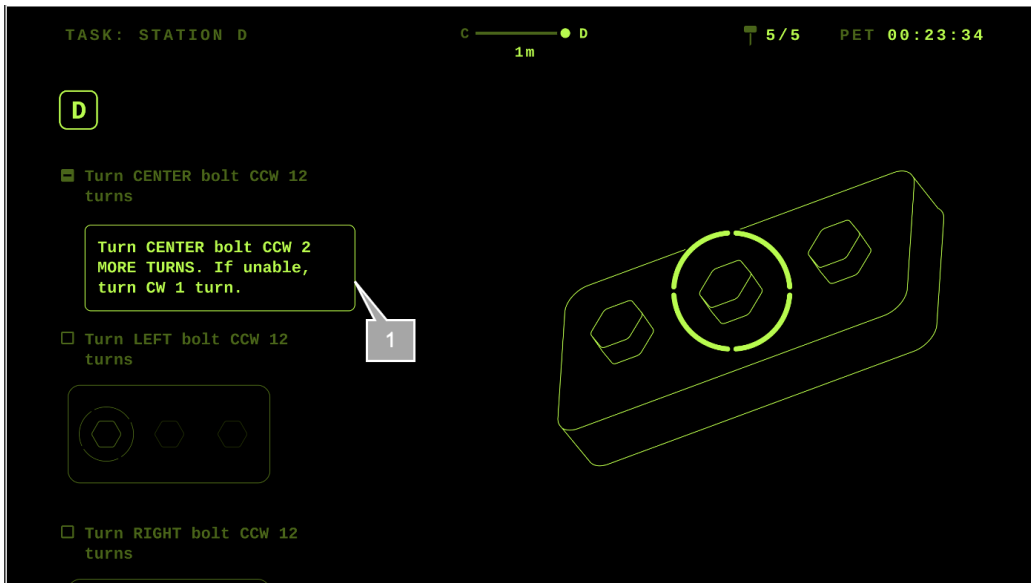 TASK: STATION D
C D
1m
5/5
PET 00:23:34
D
Turn CENTER bolt CCW 12
turns
Turn CENTER bolt CCW 2
MORE TURNS. If unable,
turn CW 1 turn.
1
Turn LEFT bolt CCW 12
turns
Turn RIGHT bolt CCW 12
turns